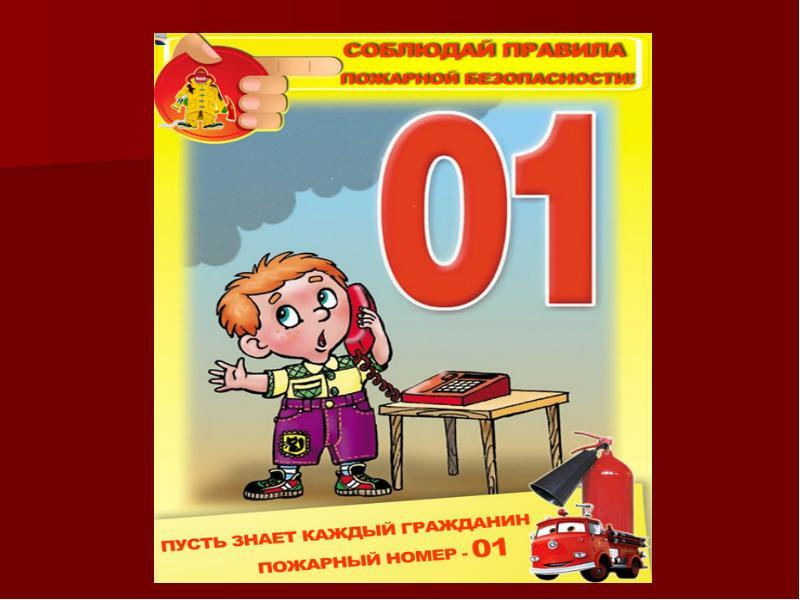 СОБЛЮДАЙ ПРАВИЛА
ПОЖАРНОЙ БЕЗОПАСНОСТИ!
01
ПУСТЬ ЗНАЕТ КАЖДЫЙ ГРАЖДАНИН
ПОЖАРНЫЙ НОМЕР - 01